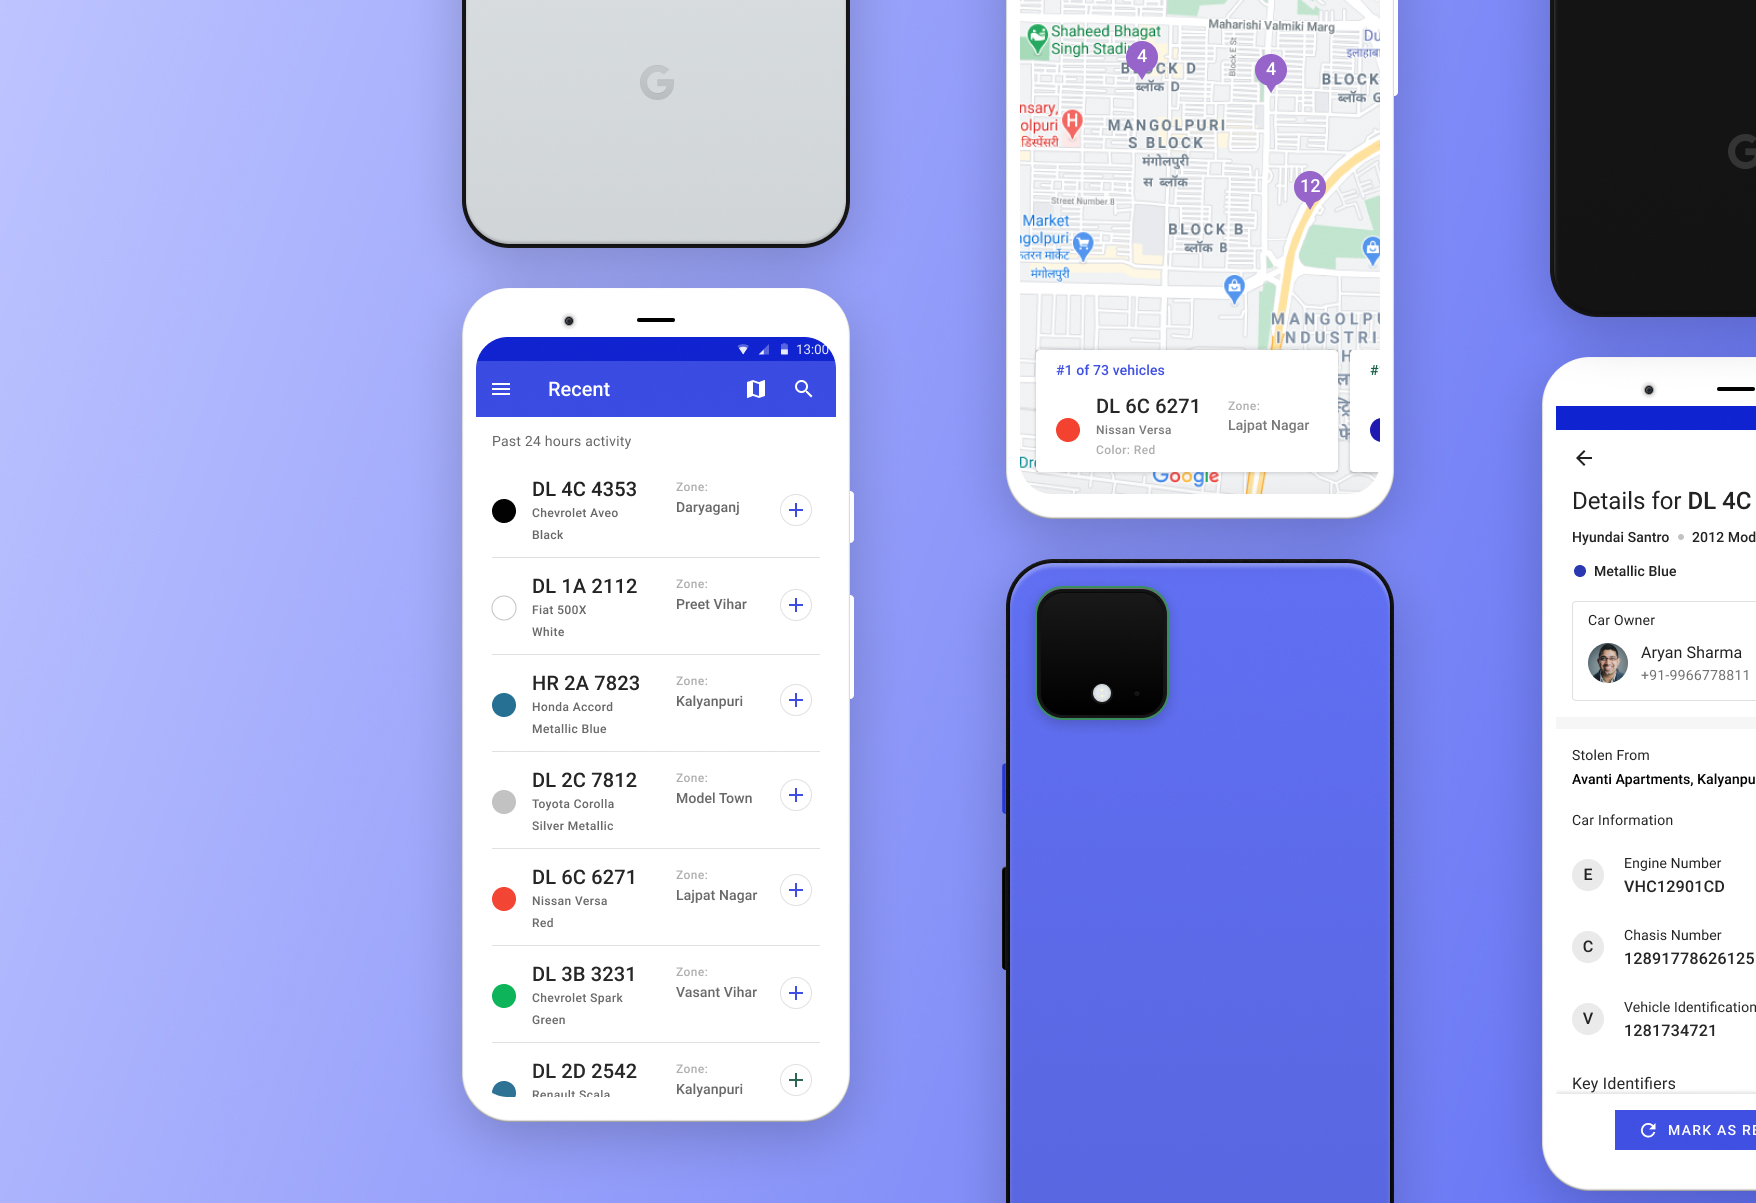 G
13:00
Recent
Past 24 hours activity
DL 4C 4353
Chevrolet Aveo
Black
Zone:
Daryaganj
DL 1A 2112
Fiat 500X
White
Zone:
Preet Vihar
HR 2A 7823
Honda Accord
Metallic Blue
Zone:
Kalyanpuri
DL 2C 7812
Toyota Corolla
Silver Metallic
Zone:
Model Town
DL 6C 6271
Nissan Versa
Red
Zone:
Lajpat Nagar
DL 3B 3231
Chevrolet Spark
Green
Zone:
Vasant Vihar
DL 2D 2542
Renault Scala
Zone:
Kalyanpuri
Maharishi Valmiki Marg
Shaheed Bhagat
Singh Stadi
Du
इलाहाब
Block E St
4
4
BLOCK D
ब्लॉक D
BLOCK
ब्लॉक G
nsary,
olpuri
डिस्पेंसरी
H
MANGOLPURI
S BLOCK
मंगोलपुरी
स ब्लॉक
12
Street Number 8
Market
ngolpuri
मार्केट
मंगोलपुरी
BLOCK B
ब्लॉक B
MANGOLPU
INDUSTRI
#1 of 73 vehicles
DL 6C 6271
Nissan Versa
Color: Red
Zone:
Lajpat Nagar
#
Dr
Google
G
Details for DL 4C
Hyundai Santro
2012 Mod
Metallic Blue
Car Owner
Aryan Sharma
+91-9966778811
Stolen From
Avanti Apartments, Kalyanpu
Car Information
E
Engine Number
VHC12901CD
C
Chasis Number
12891778626125
V
Vehicle Identification
1281734721
Key Identifiers
MARK AS RE